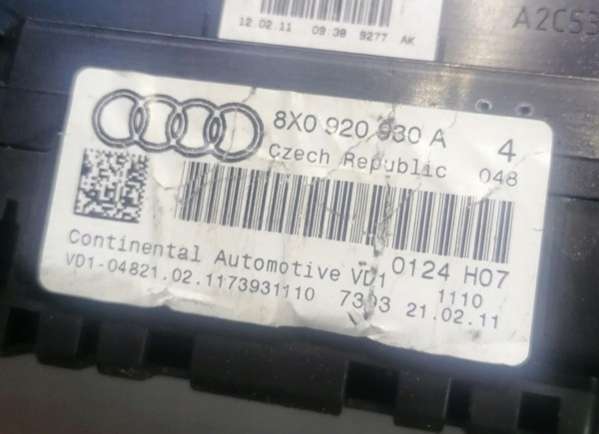 12.02.11 09:38 9277 AK
A2C53
8X0 920 930 A 4
Czech Republic 048
Continental Automotive VD1 0124 H07
VD1-04821.02.1173931110 7303 1110
21.02.11